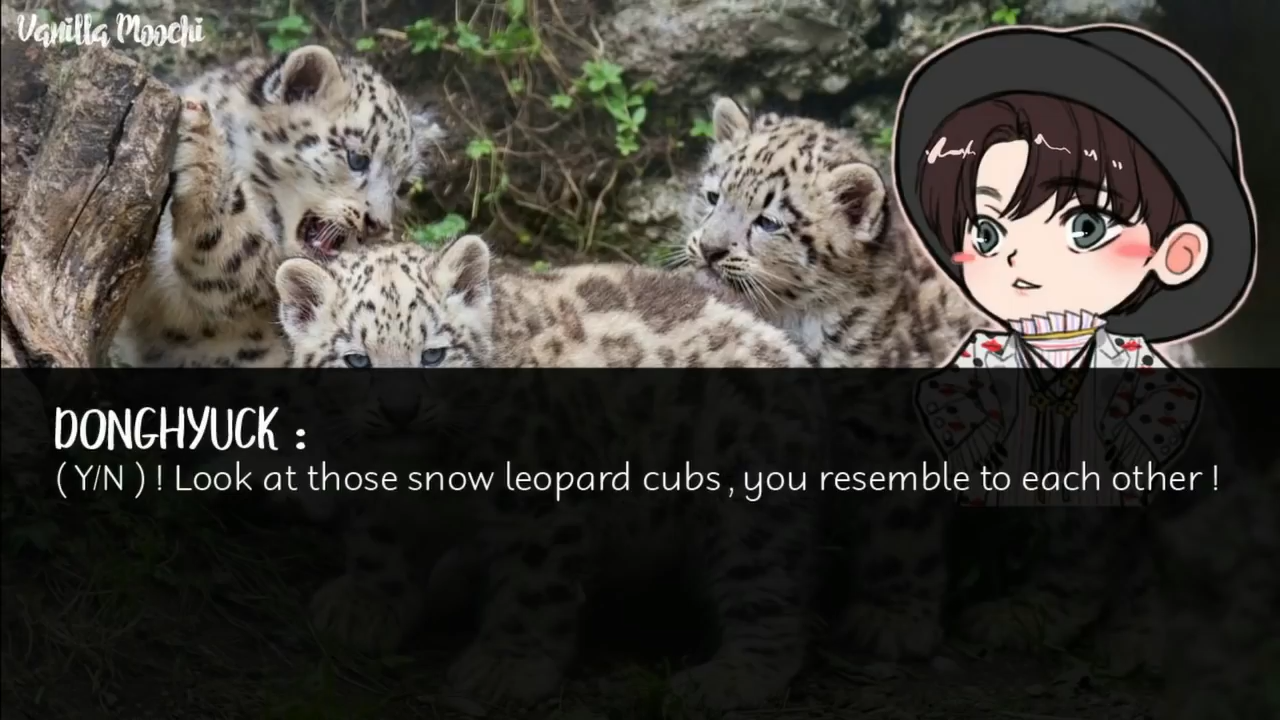 Vanilla Moochi
DONGHYUCK :
( Y/N ) ! Look at those snow leopard cubs , you resemble to each other !